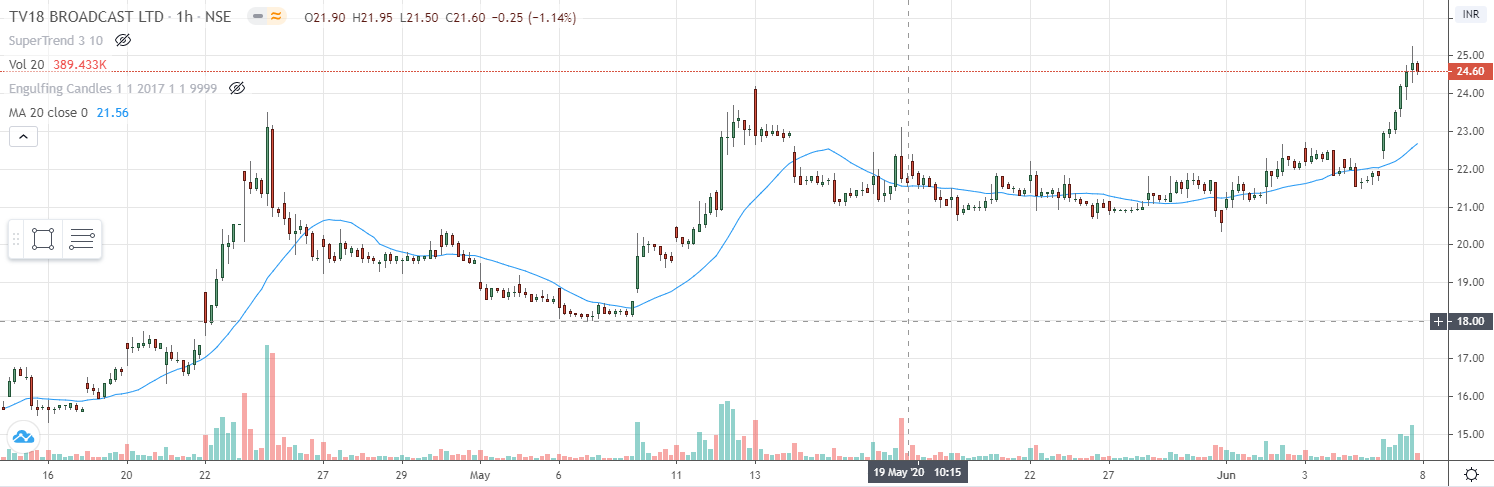 TV18 BROADCAST LTD · 1h · NSE O21.90 H21.95 L21.50 C21.60 −0.25 (−1.14%) INR
SuperTrend 3 10
Vol 20 389.433K
Engulfing Candles 1 1 2017 1 1 9999
MA 20 close 0 21.56
25.00
24.60
24.00
23.00
22.00
21.00
20.00
19.00
18.00
17.00
16.00
15.00
16 20 22 27 29 May 6 11 13 19 May '20 10:15 22 27 Jun 3 8